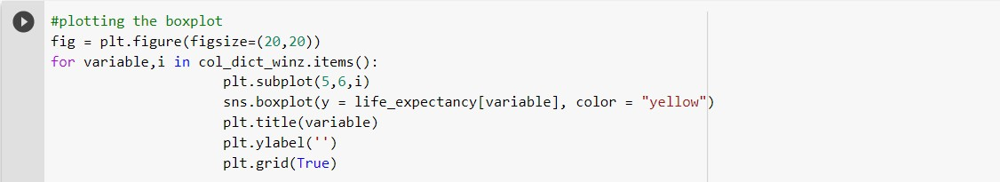 #plotting the boxplot
fig = plt.figure(figsize=(20,20))
for variable,i in col_dict_winz.items():
                     plt.subplot(5,6,i)
                     sns.boxplot(y = life_expectancy[variable], color = "yellow")
                     plt.title(variable)
                     plt.ylabel('')
                     plt.grid(True)